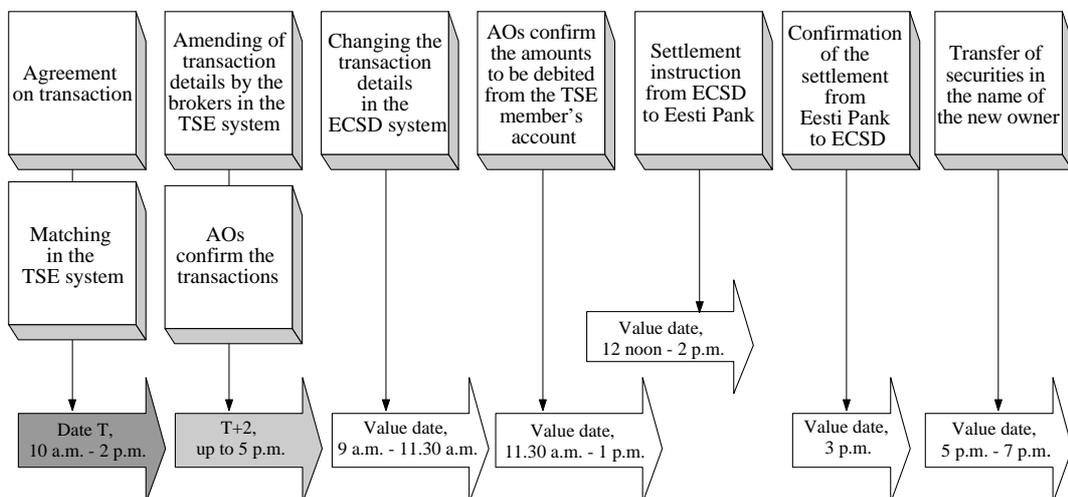 Agreement
on transaction
Amending of
transaction
details by the
brokers in the
TSE system
Changing the
transaction
details
in the
ECSD system
AOs confirm
the amounts
to be debited
from the TSE
member's
account
Settlement
instruction
from ECSD
to Eesti Pank
Confirmation
of the
settlement
from
Eesti Pank
to ECSD
Transfer of
securities in
the name of
the new owner
Matching
in the
TSE system
AOs
confirm the
transactions
Value date,
12 noon - 2 p.m.
Date T,
10 a.m. - 2 p.m.
T+2,
up to 5 p.m.
Value date,
9 a.m. - 11.30 a.m.
Value date,
11.30 a.m. - 1 p.m.
Value date,
3 p.m.
Value date,
5 p.m. - 7 p.m.